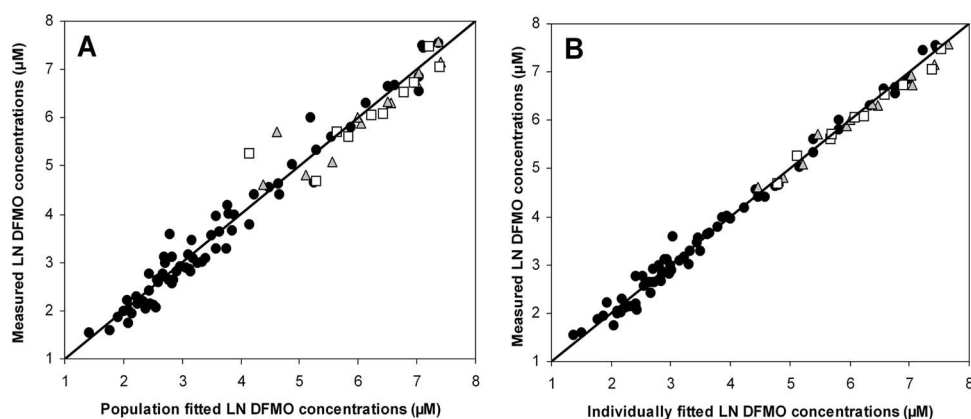 A
Measured LN DFMO concentrations (µM)
8
7
6
5
4
3
2
1
1 2 3 4 5 6 7 8
Population fitted LN DFMO concentrations (µM)
B
Measured LN DFMO concentrations (µM)
8
7
6
5
4
3
2
1
1 2 3 4 5 6 7 8
Individually fitted LN DFMO concentrations (µM)